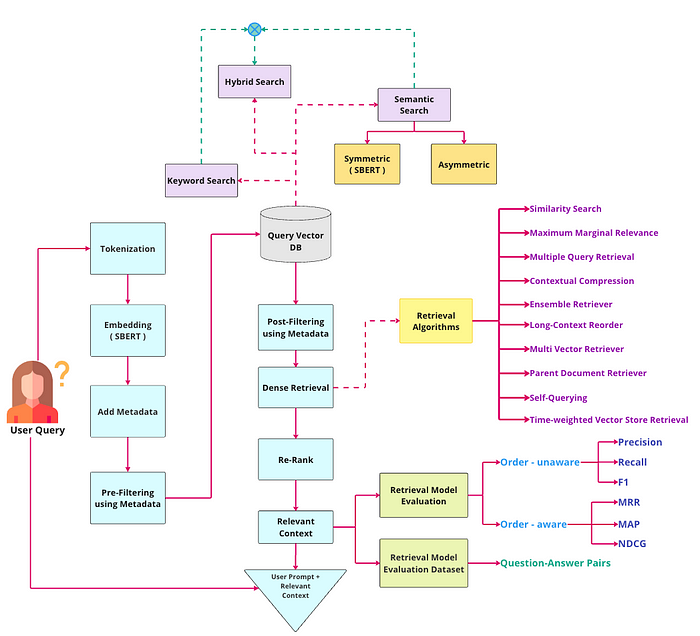 Hybrid Search
Semantic
Search
Symmetric
( SBERT )
Asymmetric
Keyword Search
Query Vector
DB
Tokenization
Embedding
( SBERT )
Add Metadata
Pre-Filtering
using Metadata
?
User Query
Post-Filtering
using Metadata
Dense Retrieval
Re-Rank
Relevant
Context
User Prompt +
Relevant
Context
Retrieval
Algorithms
Similarity Search
Maximum Marginal Relevance
Multiple Query Retrieval
Contextual Compression
Ensemble Retriever
Long-Context Reorder
Multi Vector Retriever
Parent Document Retriever
Self-Querying
Time-weighted Vector Store Retrieval
Retrieval Model
Evaluation
Order - unaware
Precision
Recall
F1
Order - aware
MRR
MAP
NDCG
Retrieval Model
Evaluation Dataset
Question-Answer Pairs